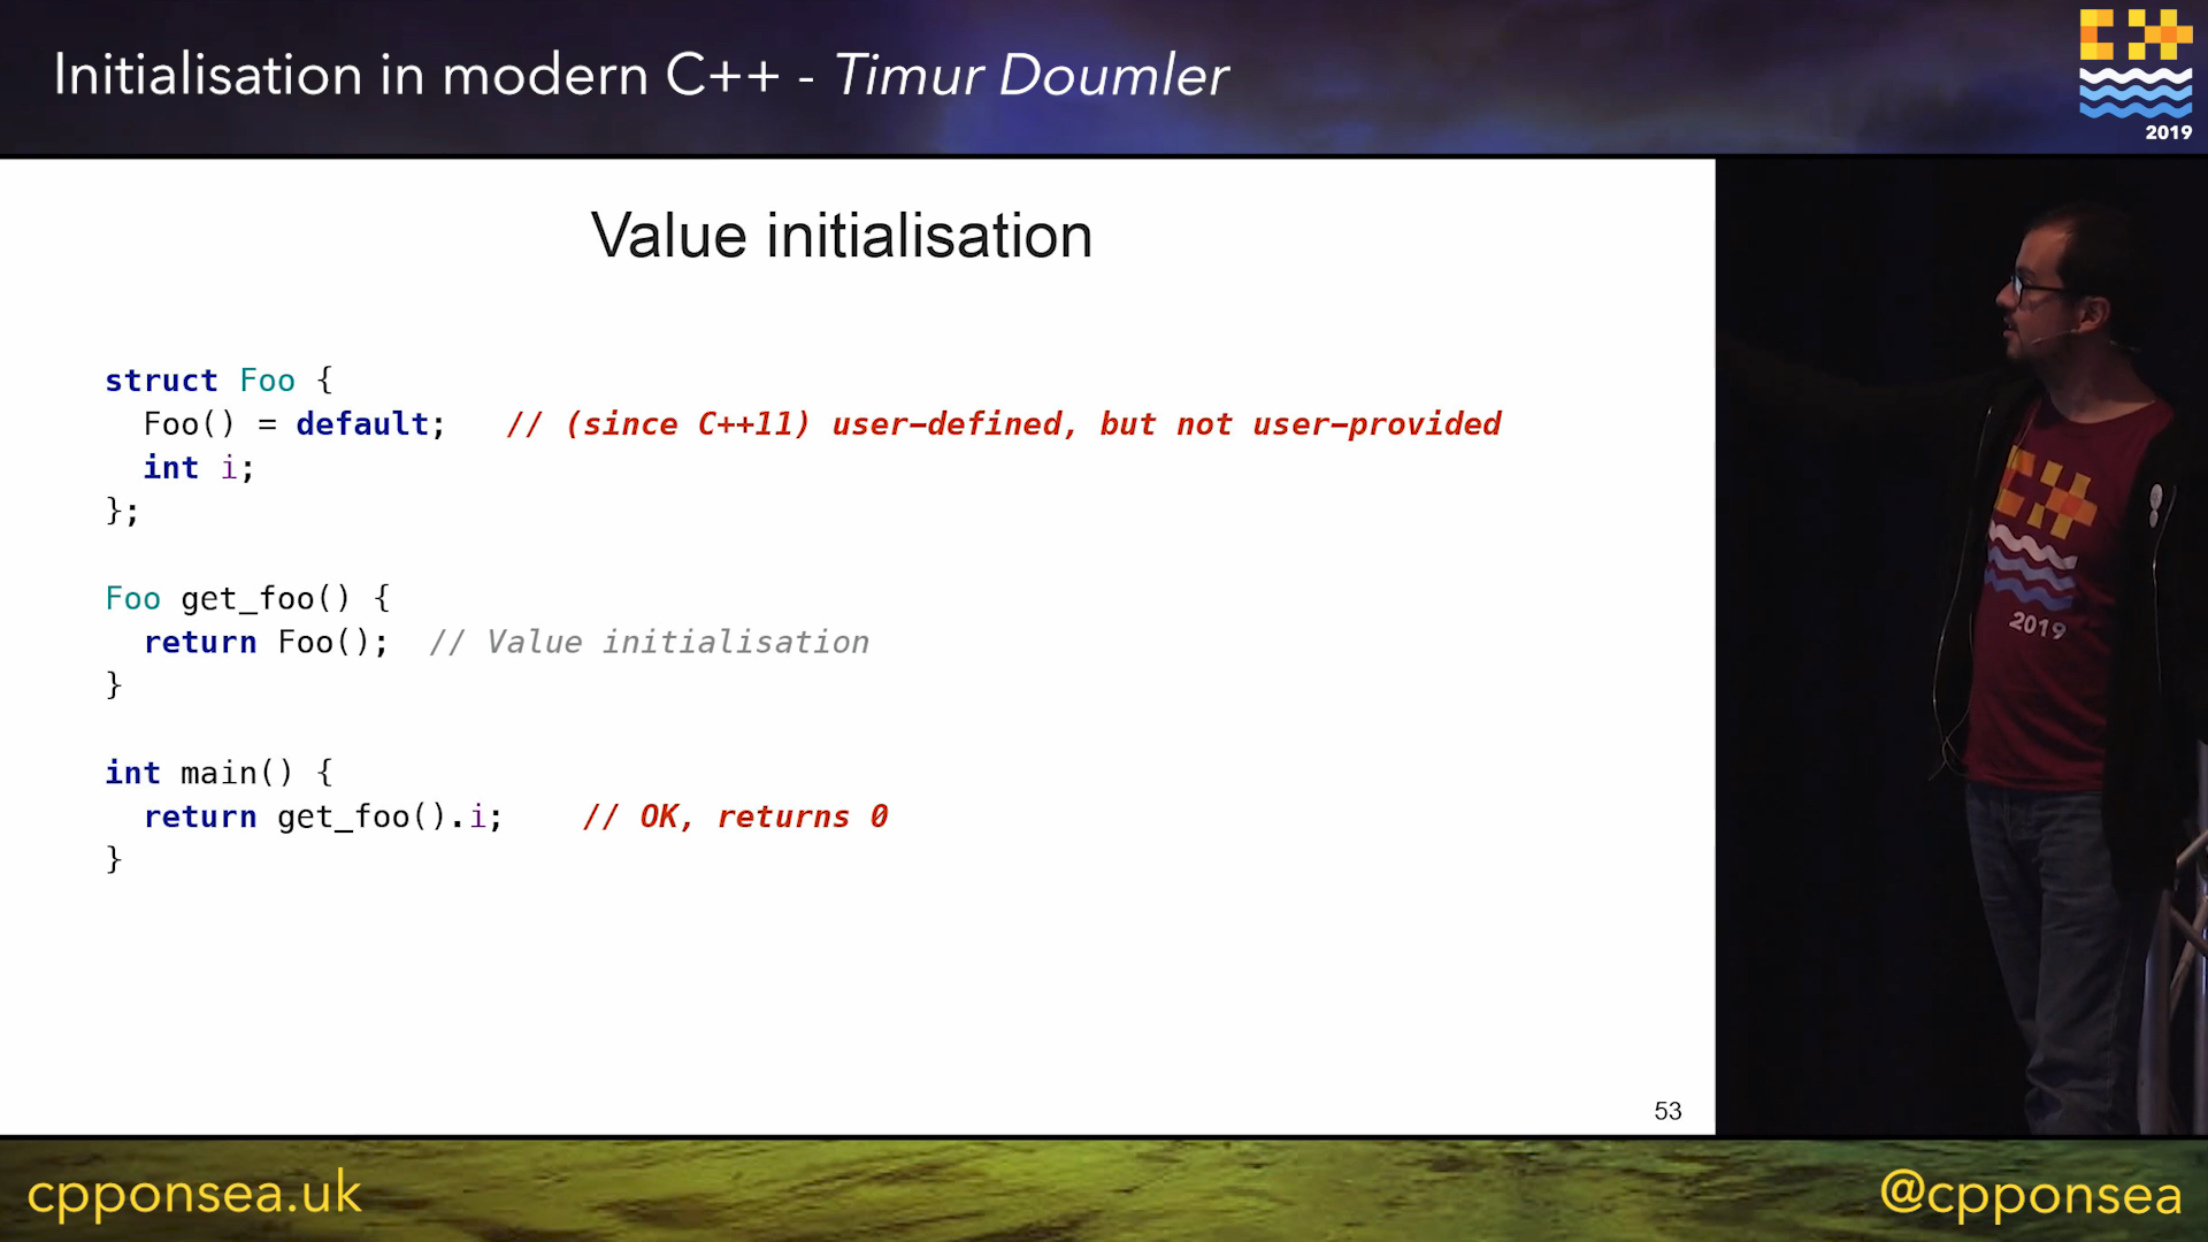 Initialisation in modern C++ - Timur Doumler
2019
Value initialisation
struct Foo {
  Foo() = default;   // (since C++11) user-defined, but not user-provided
  int i;
};
Foo get_foo() {
  return Foo();  // Value initialisation
}
int main() {
  return get_foo().i;    // OK, returns 0
}
2019
53
cpponsea.uk
@cpponsea